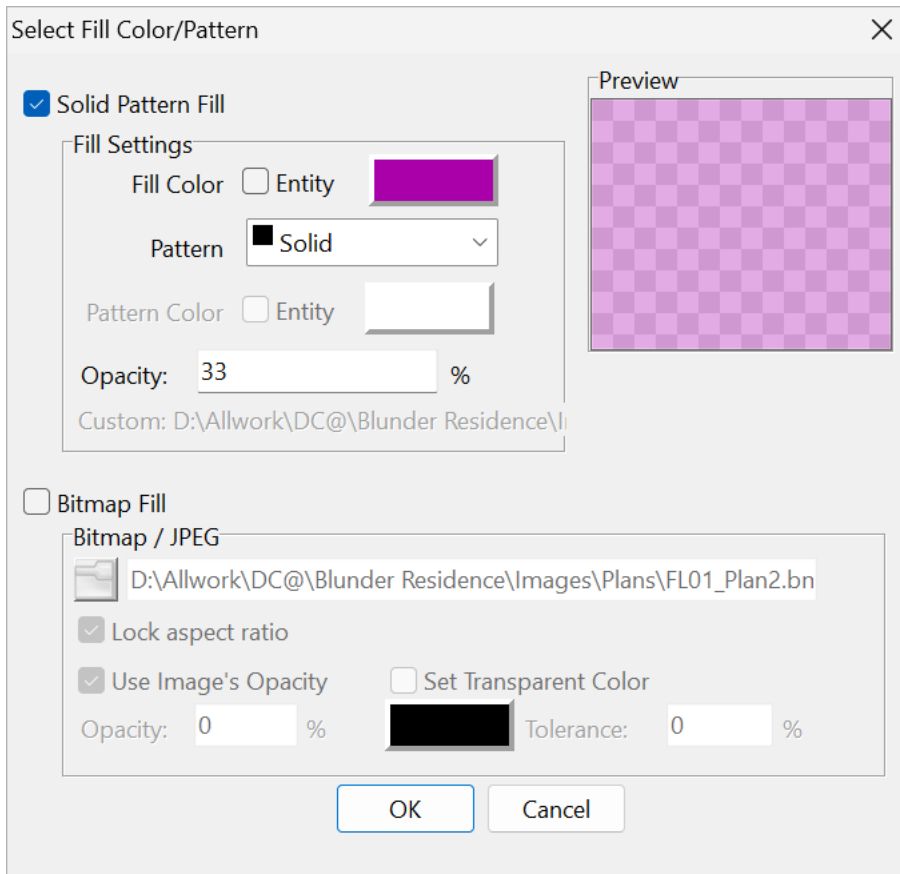 Select Fill Color/Pattern
Preview
Solid Pattern Fill
Fill Settings
Fill Color Entity
Pattern Solid
Pattern Color Entity
Opacity: 33 %
Custom: D:\Allwork\DC@\Blunder Residence\I
Bitmap Fill
Bitmap / JPEG
D:\Allwork\DC@\Blunder Residence\Images\Plans\FL01_Plan2.bn
Lock aspect ratio
Use Image's Opacity Set Transparent Color
Opacity: 0 % Tolerance: 0 %
OK Cancel